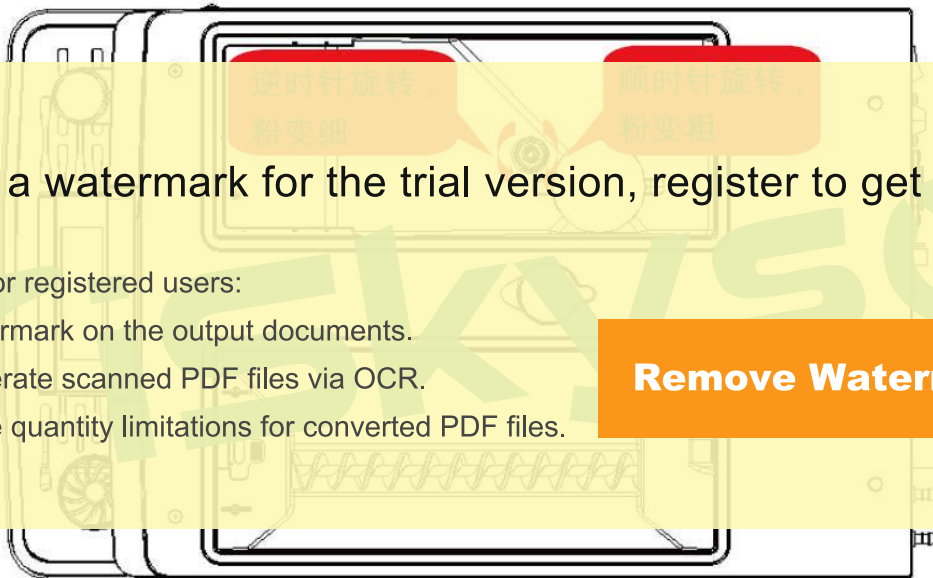 逆时针旋转，
粉变细
顺时针旋转，
粉变粗
a watermark for the trial version, register to get
or registered users:
rmark on the output documents.
erate scanned PDF files via OCR.
e quantity limitations for converted PDF files.
Remove Water
iskyso